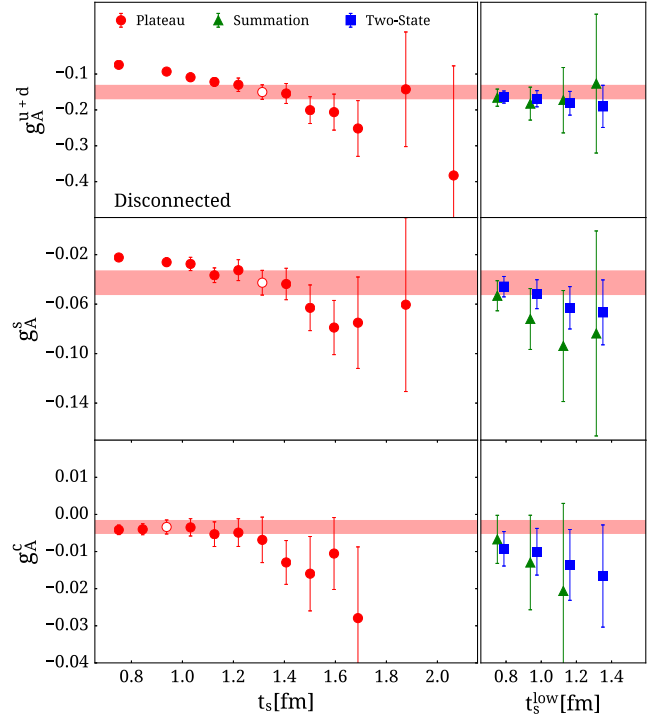 Plateau Summation Two-State
g_A^{u+d}
−0.1
−0.2
−0.3
−0.4
Disconnected
g_A^s
−0.02
−0.06
−0.10
−0.14
g_A^c
0.01
0.00
−0.01
−0.02
−0.03
−0.04
0.8 1.0 1.2 1.4 1.6 1.8 2.0
t_s[fm]
0.8 1.0 1.2 1.4
t_s^{low}[fm]